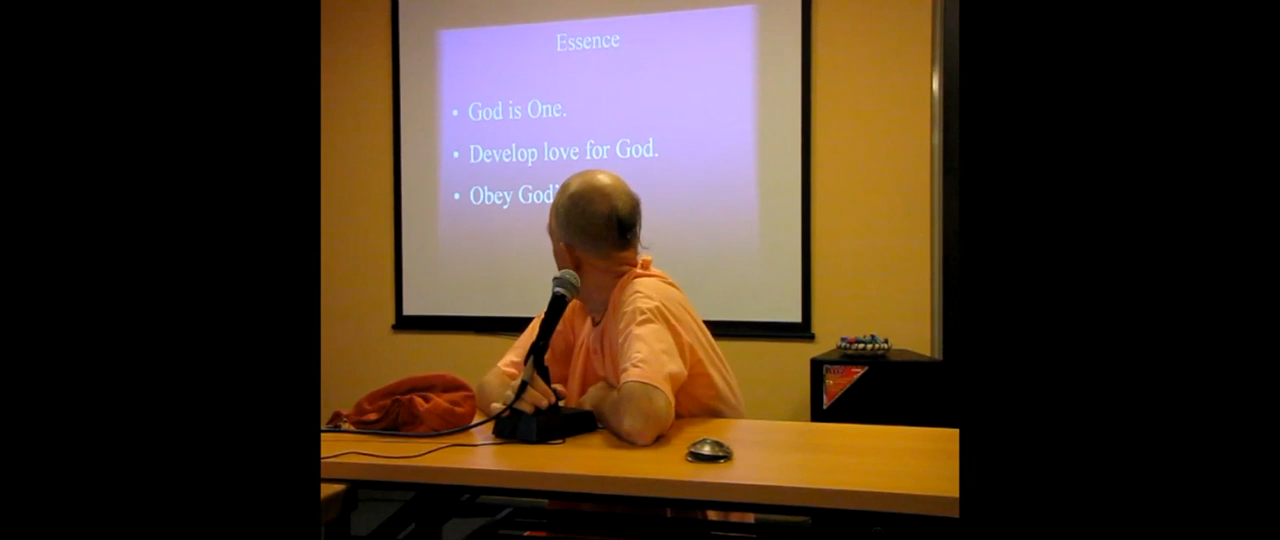 Essence
• God is One.
• Develop love for God.
• Obey God'